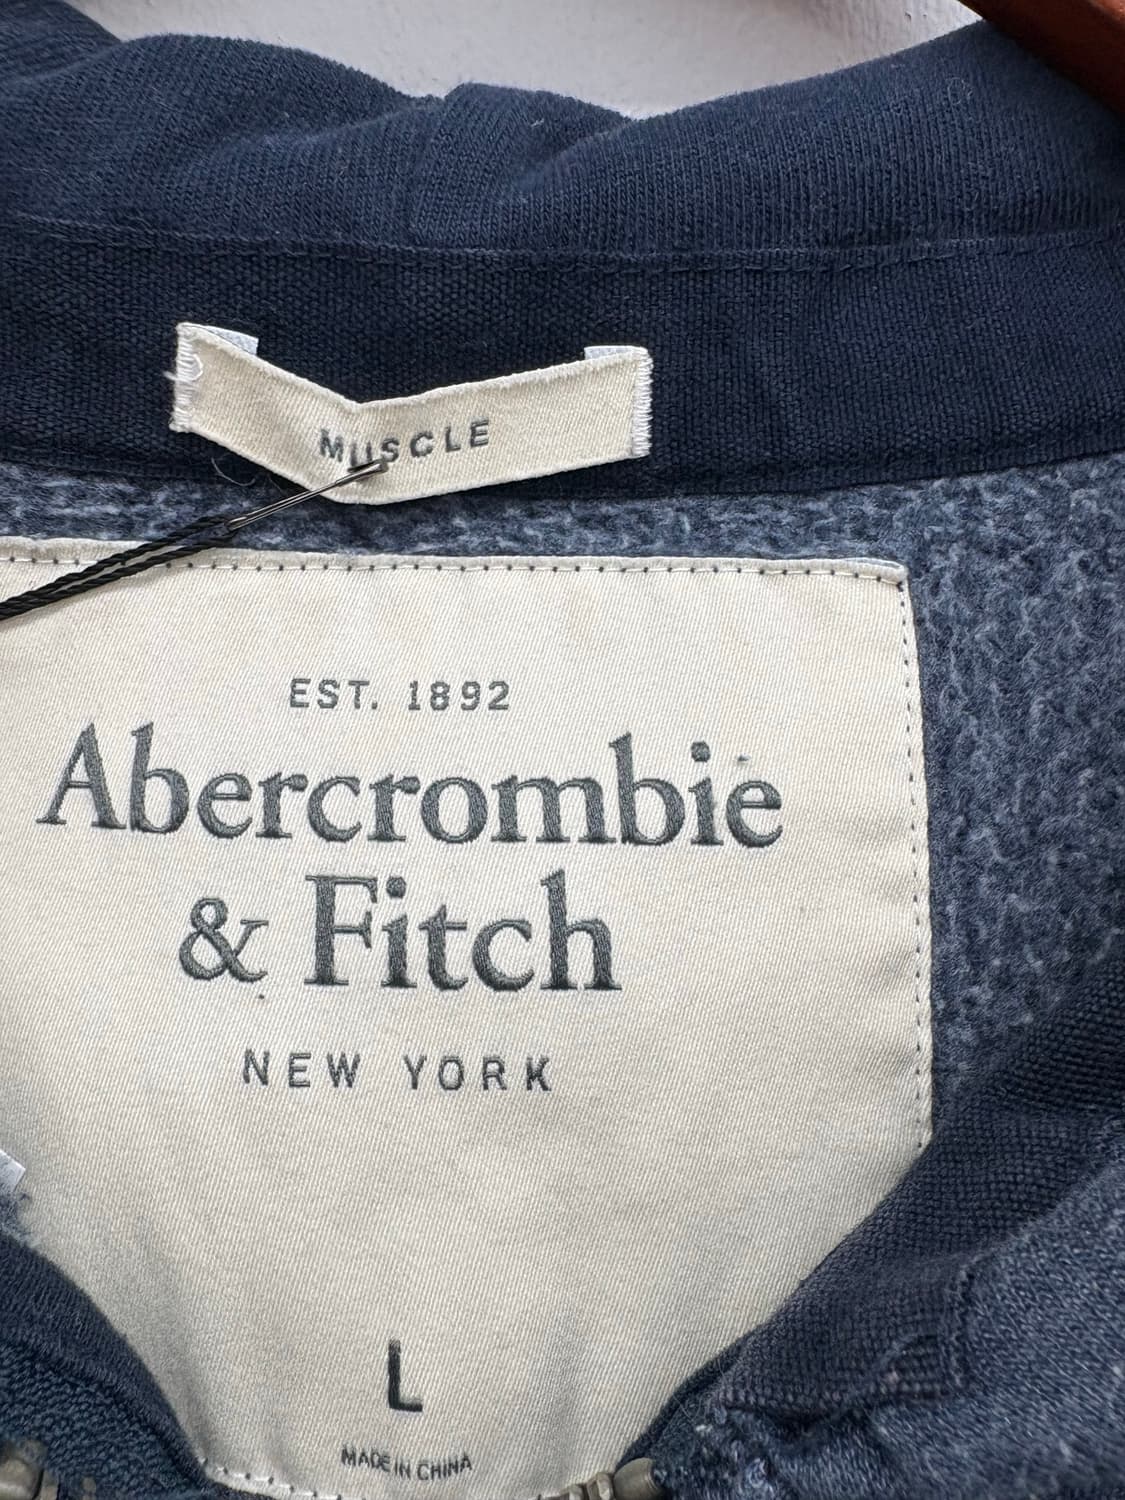 MUSCLE
EST. 1892
Abercrombie
& Fitch
NEW YORK
L
MADE IN CHINA